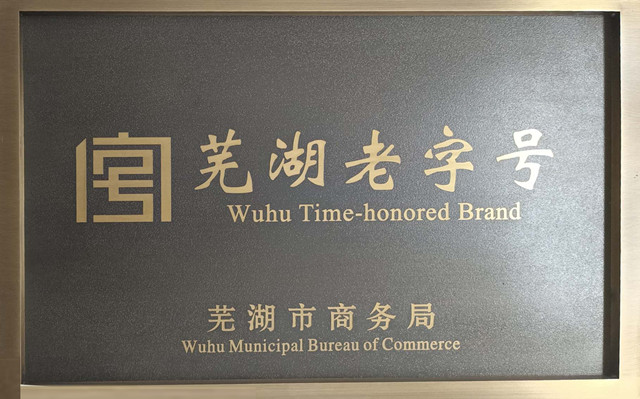 芜湖老字号
Wuhu Time-honored Brand
芜湖市商务局
Wuhu Municipal Bureau of Commerce